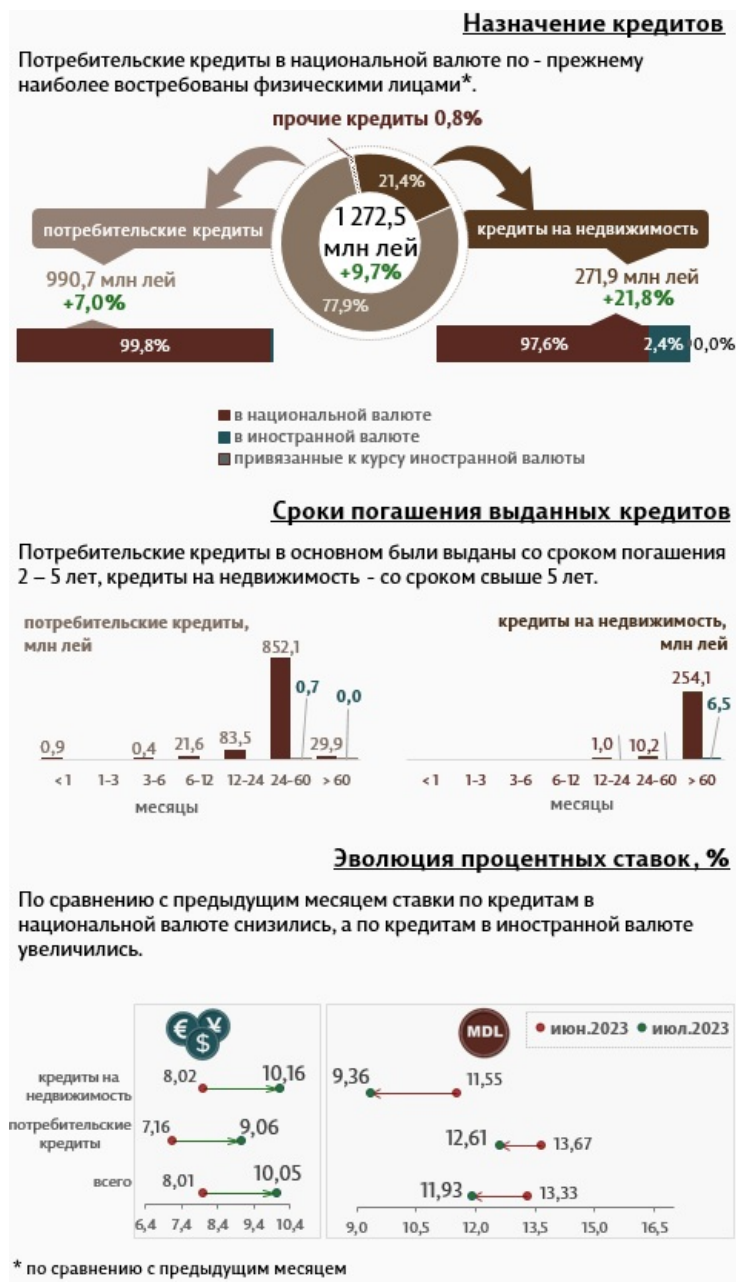 Назначение кредитов
Потребительские кредиты в национальной валюте по - прежнему
наиболее востребованы физическими лицами*.
прочие кредиты 0,8%
21,4%
1 272,5
млн лей
+9,7%
77,9%
потребительские кредиты
990,7 млн лей
+7,0%
99,8%
кредиты на недвижимость
271,9 млн лей
+21,8%
97,6%
2,4%
0,0%
в национальной валюте
в иностранной валюте
привязанные к курсу иностранной валюты
Сроки погашения выданных кредитов
Потребительские кредиты в основном были выданы со сроком погашения
2 – 5 лет, кредиты на недвижимость - со сроком свыше 5 лет.
потребительские кредиты,
млн лей
0,9
0,4
21,6
83,5
852,1
0,7
29,9
0,0
<1 1-3 3-6 6-12 12-24 24-60 >60
месяцы
кредиты на недвижимость,
млн лей
1,0
10,2
254,1
6,5
<1 1-3 3-6 6-12 12-24 24-60 >60
месяцы
Эволюция процентных ставок, %
По сравнению с предыдущим месяцем ставки по кредитам в
национальной валюте снизились, а по кредитам в иностранной валюте
увеличились.
€ ¥ $
MDL
июн.2023 июл.2023
кредиты на
недвижимость
8,02 10,16
9,36 11,55
потребительские
кредиты
7,16 9,06
12,61 13,67
всего
8,01 10,05
11,93 13,33
6,4 7,4 8,4 9,4 10,4
9,0 10,5 12,0 13,5 15,0 16,5
* по сравнению с предыдущим месяцем